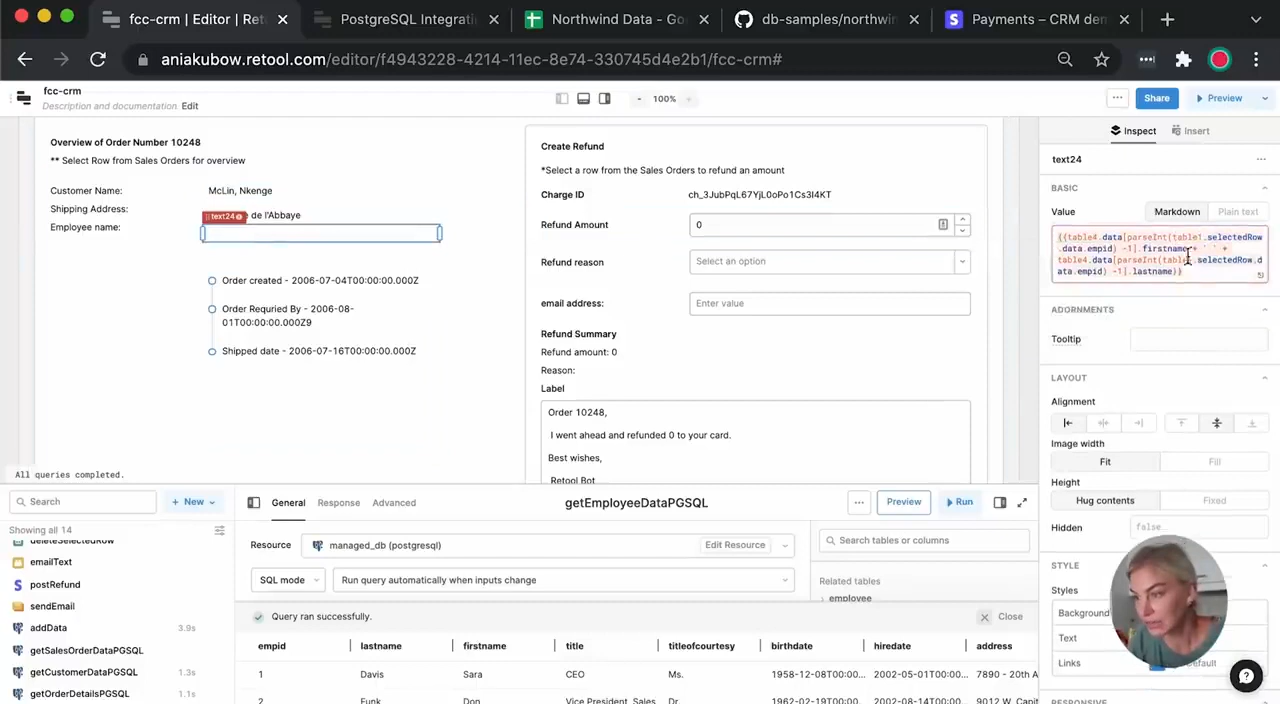 fcc-crm | Editor | Reto
PostgreSQL Integrati
Northwind Data - Go
db-samples/northwin
Payments – CRM den
aniakubow.retool.com/editor/f4943228-4214-11ec-8e74-330745d4e2b1/fcc-crm#
fcc-crm
Description and documentation Edit
- 100% +
Share
Preview
Overview of Order Number 10248
** Select Row from Sales Orders for overview
Customer Name: McLin, Nkenge
Shipping Address: de l'Abbaye
text24
Employee name:
Order created - 2006-07-04T00:00:00.000Z
Order Requried By - 2006-08-
01T00:00:00.000Z9
Shipped date - 2006-07-16T00:00:00.000Z
Create Refund
*Select a row from the Sales Orders to refund an amount
Charge ID ch_3JubPqL67YjL0oPo1Cs3I4KT
Refund Amount 0
Refund reason Select an option
email address: Enter value
Refund Summary
Refund amount: 0
Reason:
Label
Order 10248,
I went ahead and refunded 0 to your card.
Best wishes,
Retool Bot
Inspect Insert
text24
BASIC
Value Markdown Plain text
{{table4.data[parseInt(table1.selectedRow
.data.empid) -1].firstname+ ` ` +
table4.data[parseInt(table .selectedRow.d
ata.empid) -1].lastname}}
ADORNMENTS
Tooltip
LAYOUT
Alignment
Image width
Fit Fill
Height
Hug contents Fixed
Hidden false
STYLE
Styles
Background
Text
Links Default
RESPONSIVE
All queries completed.
Search + New
Showing all 14
deleteSelectedRow
emailText
postRefund
sendEmail
addData 3.9s
getSalesOrderDataPGSQL
getCustomerDataPGSQL 1.3s
getOrderDetailsPGSQL 1.1s
General Response Advanced getEmployeeDataPGSQL Preview Run
Resource managed_db (postgresql) Edit Resource
SQL mode Run query automatically when inputs change
Search tables or columns
Related tables
employee
Query ran successfully. Close
empid lastname firstname title titleofcourtesy birthdate hiredate address
1 Davis Sara CEO Ms. 1958-12-08T00:00... 2002-05-01T00:00... 7890 - 20th A
2 Funk Don Vice President, Sales Dr. 1962-02-19T00:00... 2002-08-14T00:00... 9012 W. Capit